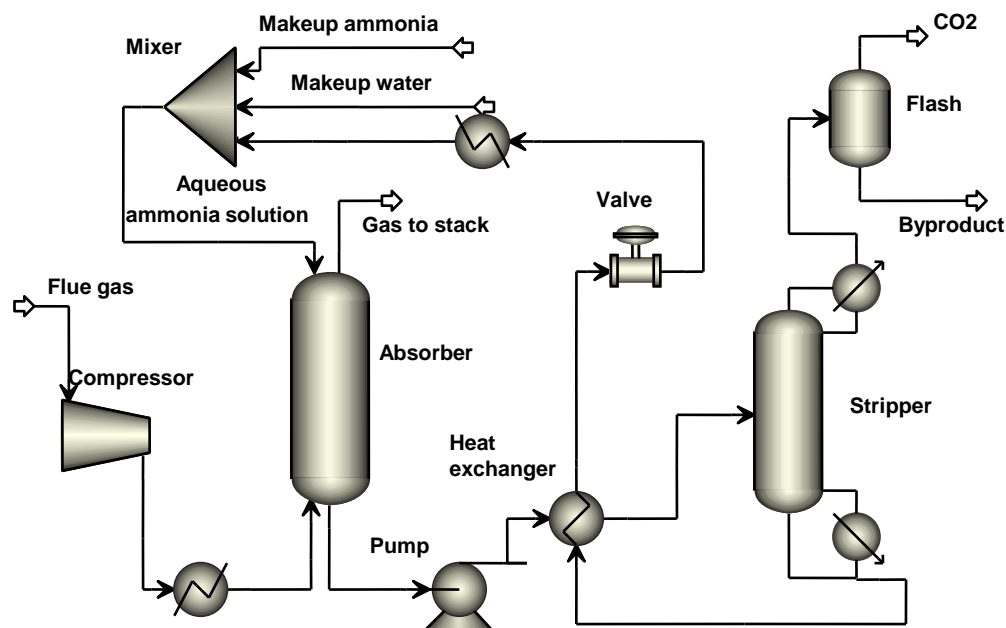 Makeup ammonia
CO2
Mixer
Makeup water
Flash
Aqueous
ammonia solution
Valve
Gas to stack
Byproduct
Flue gas
Absorber
Compressor
Stripper
Heat
exchanger
Pump